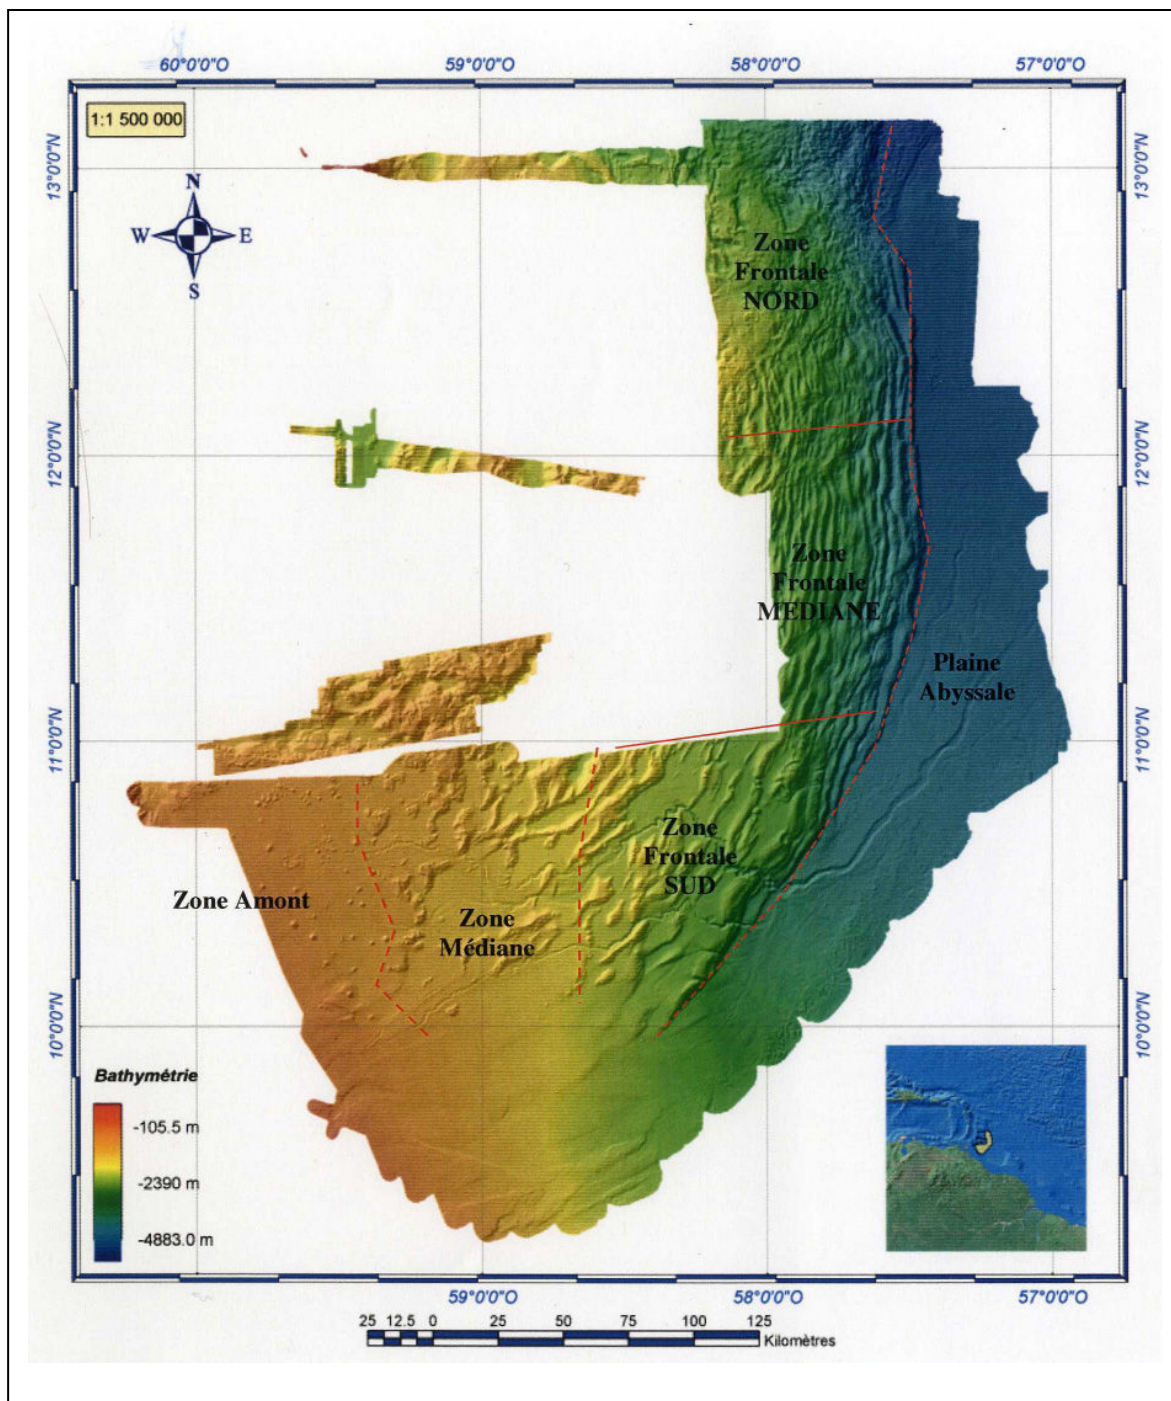 60°0'0"O 59°0'0"O 58°0'0"O 57°0'0"O
1:1 500 000
13°0'0"N 13°0'0"N
N
W E
S
Zone
Frontale
NORD
12°0'0"N 12°0'0"N
Zone
Frontale
MEDIANE
Plaine
Abyssale
11°0'0"N 11°0'0"N
Zone
Frontale
SUD
Zone Amont
Zone
Médiane
10°0'0"N 10°0'0"N
Bathymétrie
-105.5 m
-2390 m
-4883.0 m
59°0'0"O 58°0'0"O 57°0'0"O
25 12.5 0 25 50 75 100 125
Kilomètres